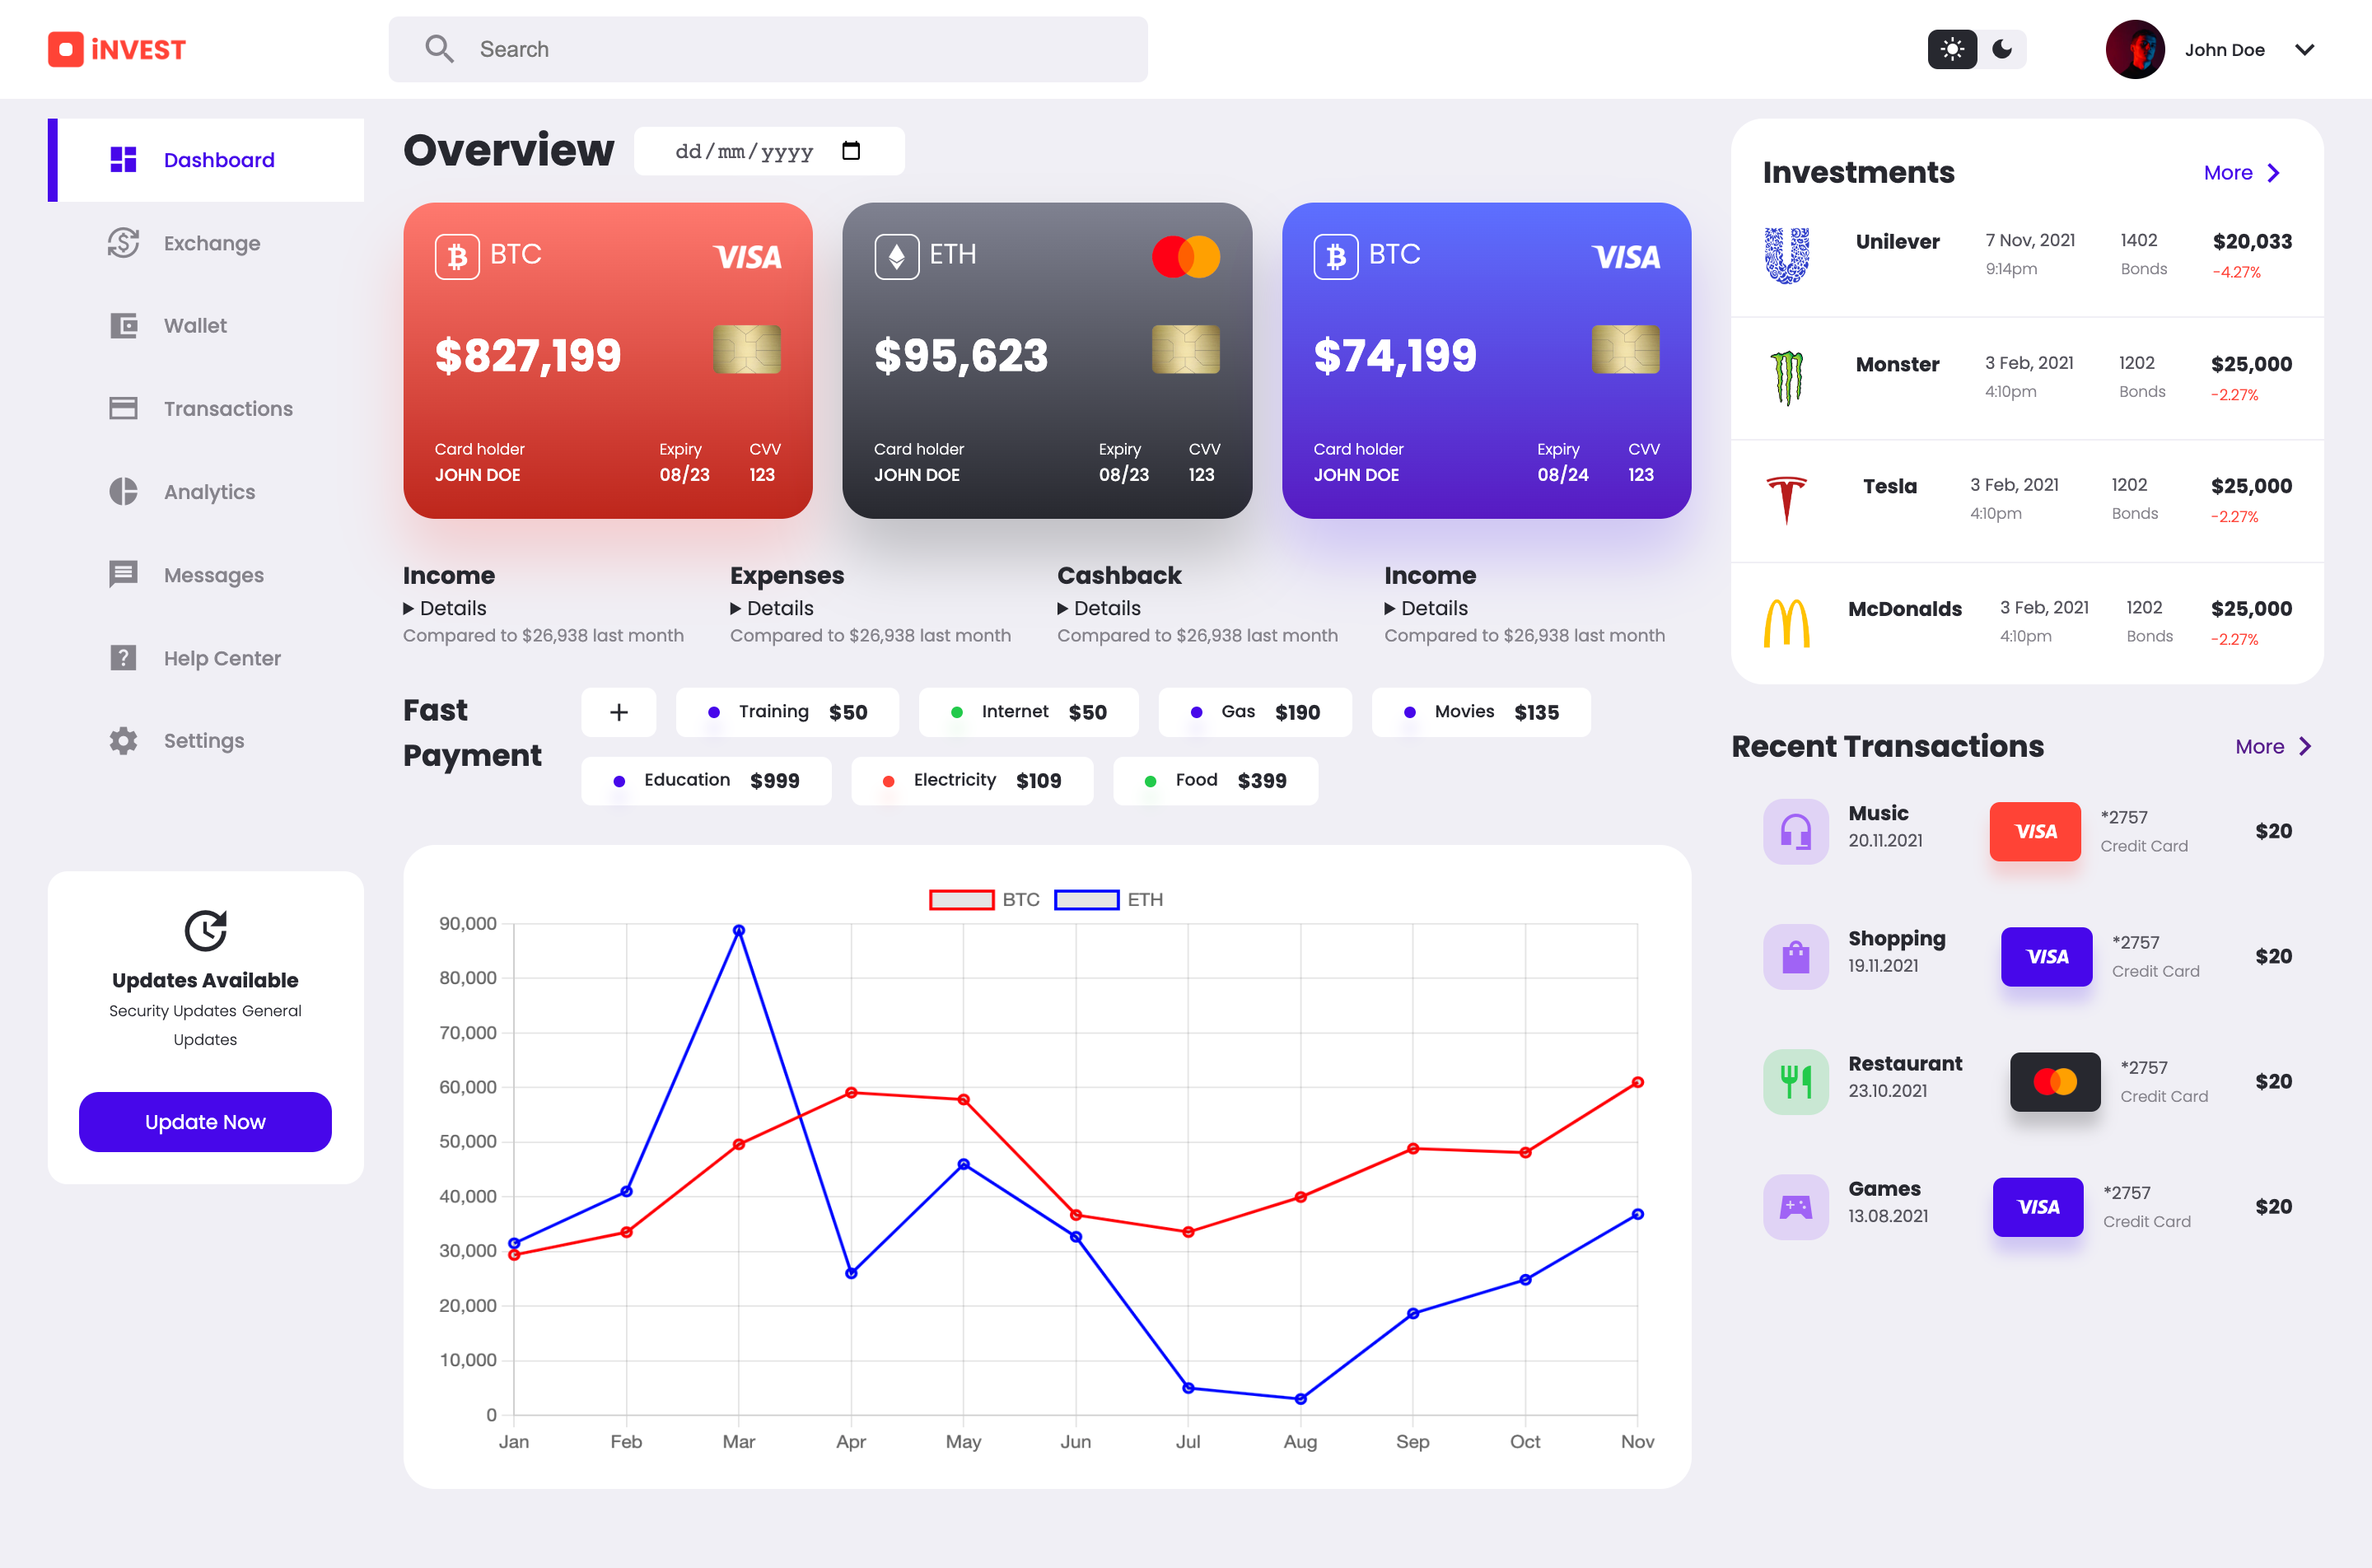 iNVEST
Search
John Doe
Dashboard
Exchange
Wallet
Transactions
Analytics
Messages
Help Center
Settings
Updates Available
Security Updates General
Updates
Update Now
Overview
dd/mm/yyyy
BTC VISA
$827,199
Card holder Expiry CVV
JOHN DOE 08/23 123
ETH
$95,623
Card holder Expiry CVV
JOHN DOE 08/23 123
BTC VISA
$74,199
Card holder Expiry CVV
JOHN DOE 08/24 123
Income
Details
Compared to $26,938 last month
Expenses
Details
Compared to $26,938 last month
Cashback
Details
Compared to $26,938 last month
Income
Details
Compared to $26,938 last month
Fast
Payment
+
Training $50
Internet $50
Gas $190
Movies $135
Education $999
Electricity $109
Food $399
BTC ETH
90,000
80,000
70,000
60,000
50,000
40,000
30,000
20,000
10,000
0
Jan Feb Mar Apr May Jun Jul Aug Sep Oct Nov
Investments More
Unilever 7 Nov, 2021 1402 $20,033
9:14pm Bonds -4.27%
Monster 3 Feb, 2021 1202 $25,000
4:10pm Bonds -2.27%
Tesla 3 Feb, 2021 1202 $25,000
4:10pm Bonds -2.27%
McDonalds 3 Feb, 2021 1202 $25,000
4:10pm Bonds -2.27%
Recent Transactions More
Music VISA *2757 $20
20.11.2021 Credit Card
Shopping VISA *2757 $20
19.11.2021 Credit Card
Restaurant *2757 $20
23.10.2021 Credit Card
Games VISA *2757 $20
13.08.2021 Credit Card